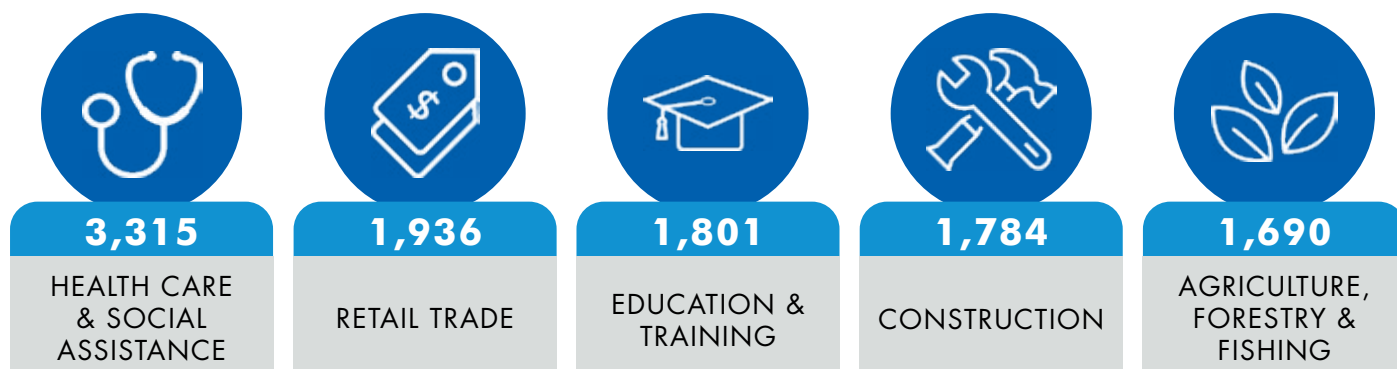 $
3,315
HEALTH CARE
& SOCIAL
ASSISTANCE
1,936
RETAIL TRADE
1,801
EDUCATION &
TRAINING
1,784
CONSTRUCTION
1,690
AGRICULTURE,
FORESTRY &
FISHING